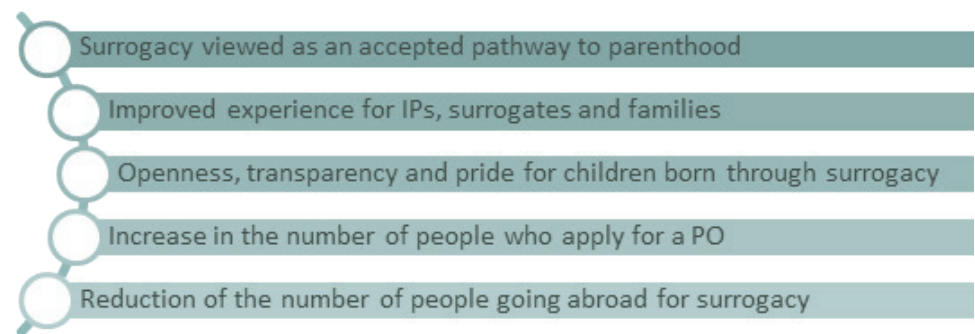 Surrogacy viewed as an accepted pathway to parenthood
Improved experience for IPs, surrogates and families
Openness, transparency and pride for children born through surrogacy
Increase in the number of people who apply for a PO
Reduction of the number of people going abroad for surrogacy